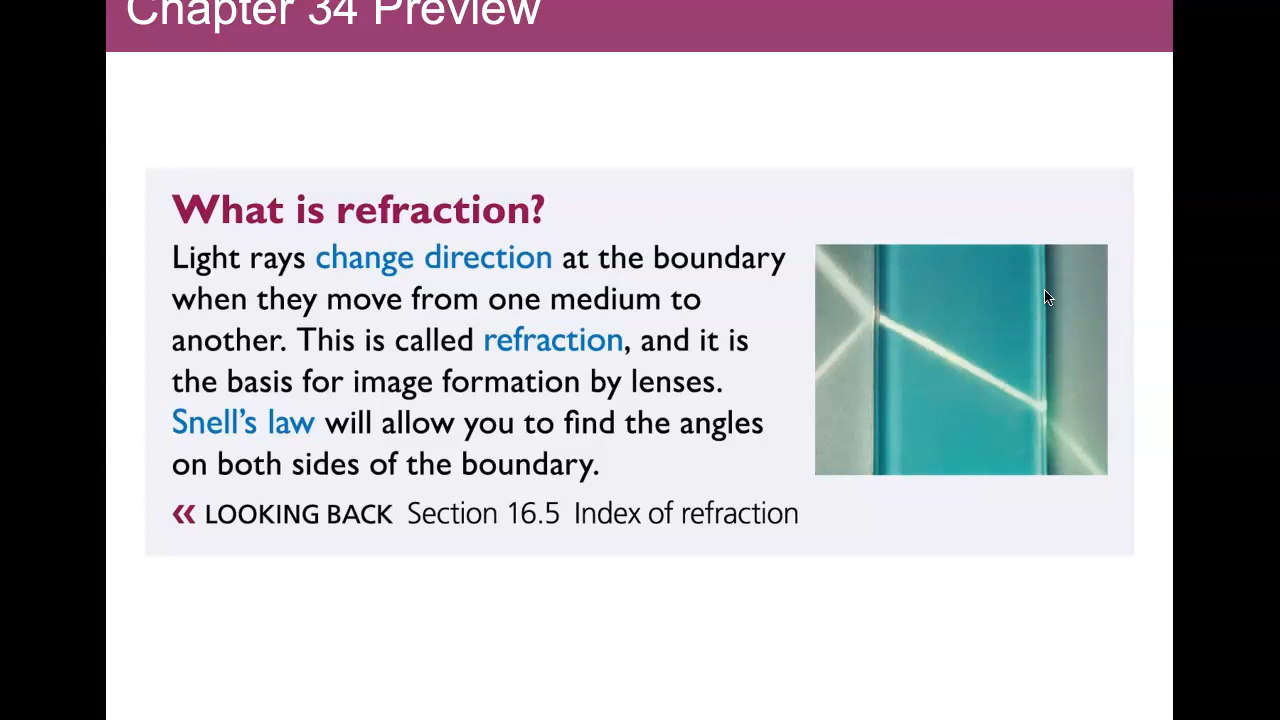 Chapter 34 Preview
What is refraction?
Light rays change direction at the boundary
when they move from one medium to
another. This is called refraction, and it is
the basis for image formation by lenses.
Snell’s law will allow you to find the angles
on both sides of the boundary.
« LOOKING BACK Section 16.5 Index of refraction